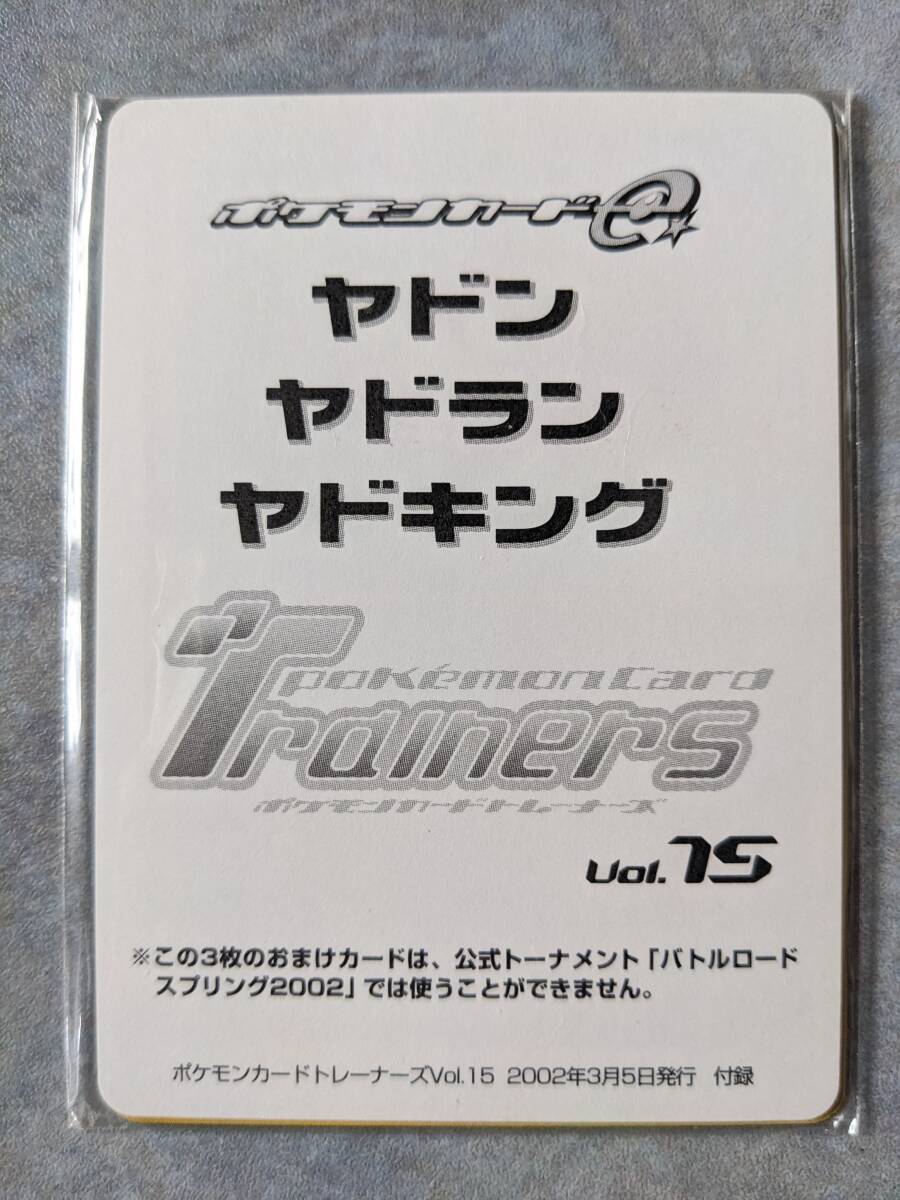 ポケモンカードe
ヤドン
ヤドラン
ヤドキング
pokémon Card
Trainers
ポケモンカードトレーナーズ
Vol. 15
※この3枚のおまけカードは、公式トーナメント「バトルロード
スプリング2002」では使うことができません。
ポケモンカードトレーナーズVol.15 2002年3月5日発行 付録